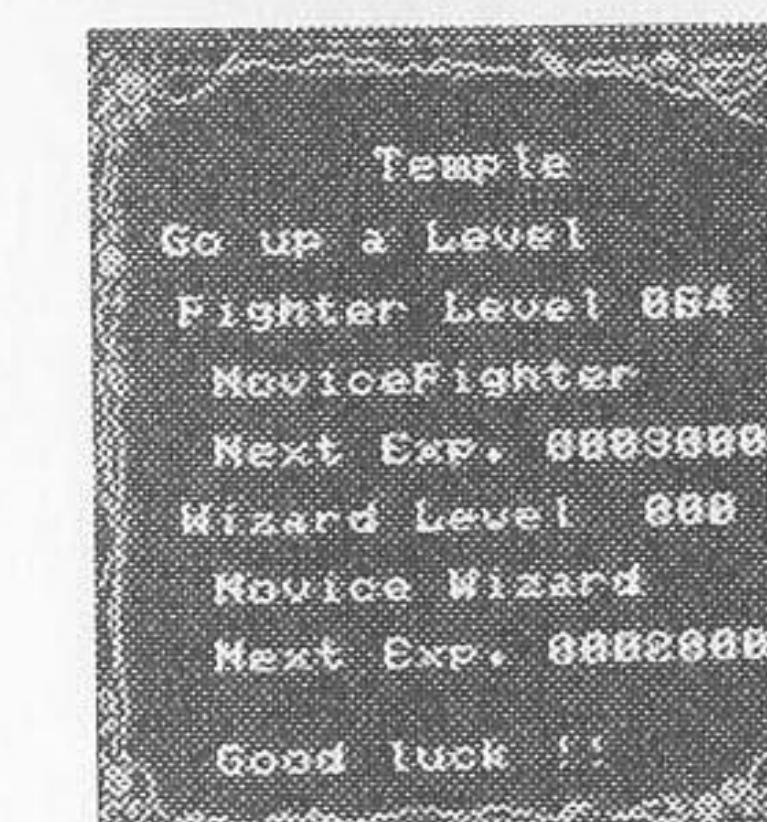 Temple
Go up a Level
Fighter Level 004
NoviceFighter
Next Exp. 0003000
Wizard Level 000
Novice Wizard
Next Exp. 0002000
Good luck !!